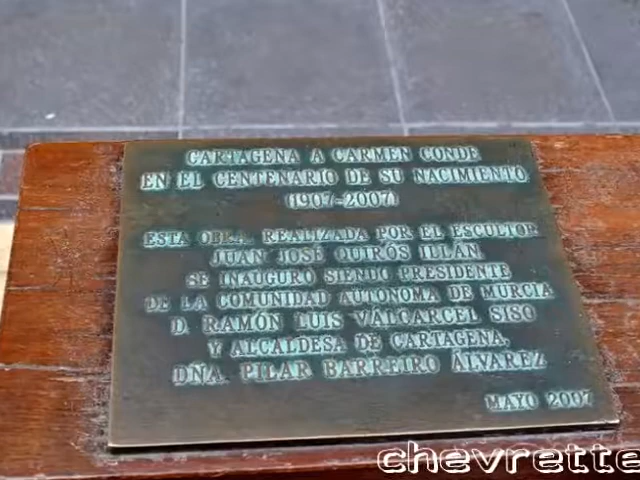 CARTAGENA A CARMEN CONDE
EN EL CENTENARIO DE SU NACIMIENTO
(1907-2007)
ESTA OBRA REALIZADA POR EL ESCULTOR
JUAN JOSÉ QUIRÓS ILLÁN
SE INAUGURÓ SIENDO PRESIDENTE
DE LA COMUNIDAD AUTÓNOMA DE MURCIA
D. RAMÓN LUIS VALCARCEL SISO
Y ALCALDESA DE CARTAGENA,
DÑA. PILAR BARREIRO ÁLVAREZ
MAYO 2007
chevrette